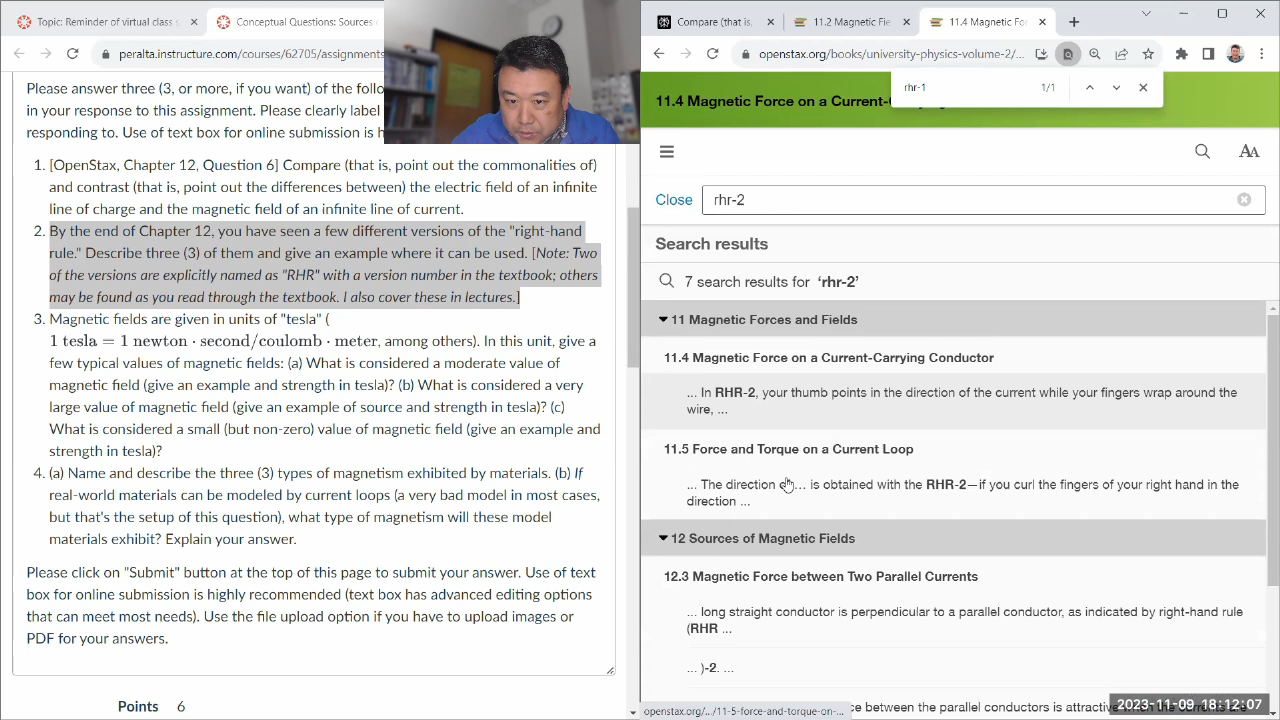 Topic: Reminder of virtual class s
Conceptual Questions: Sources
Compare (that is,
11.2 Magnetic Fie
11.4 Magnetic For
peralta.instructure.com/courses/62705/assignments
openstax.org/books/university-physics-volume-2/...
rhr-1
1/1
Please answer three (3, or more, if you want) of the follo
in your response to this assignment. Please clearly label
responding to. Use of text box for online submission is h
1. [OpenStax, Chapter 12, Question 6] Compare (that is, point out the commonalities of)
and contrast (that is, point out the differences between) the electric field of an infinite
line of charge and the magnetic field of an infinite line of current.
2. By the end of Chapter 12, you have seen a few different versions of the "right-hand
rule." Describe three (3) of them and give an example where it can be used. [Note: Two
of the versions are explicitly named as "RHR" with a version number in the textbook; others
may be found as you read through the textbook. I also cover these in lectures.]
3. Magnetic fields are given in units of "tesla" (
1 tesla = 1 newton · second/coulomb · meter, among others). In this unit, give a
few typical values of magnetic fields: (a) What is considered a moderate value of
magnetic field (give an example and strength in tesla)? (b) What is considered a very
large value of magnetic field (give an example of source and strength in tesla)? (c)
What is considered a small (but non-zero) value of magnetic field (give an example and
strength in tesla)?
4. (a) Name and describe the three (3) types of magnetism exhibited by materials. (b) If
real-world materials can be modeled by current loops (a very bad model in most cases,
but that's the setup of this question), what type of magnetism will these model
materials exhibit? Explain your answer.
Please click on "Submit" button at the top of this page to submit your answer. Use of text
box for online submission is highly recommended (text box has advanced editing options
that can meet most needs). Use the file upload option if you have to upload images or
PDF for your answers.
Points 6
11.4 Magnetic Force on a Current-Carrying
AA
Close
rhr-2
Search results
7 search results for ‘rhr-2’
11 Magnetic Forces and Fields
11.4 Magnetic Force on a Current-Carrying Conductor
... In RHR-2, your thumb points in the direction of the current while your fingers wrap around the
wire, ...
11.5 Force and Torque on a Current Loop
... The direction ... is obtained with the RHR-2—if you curl the fingers of your right hand in the
direction ...
12 Sources of Magnetic Fields
12.3 Magnetic Force between Two Parallel Currents
... long straight conductor is perpendicular to a parallel conductor, as indicated by right-hand rule
(RHR ...
... )-2. ...
ce between the parallel conductors is attractive
openstax.org/.../11-5-force-and-torque-on-...
2023-11-09 18:12:07